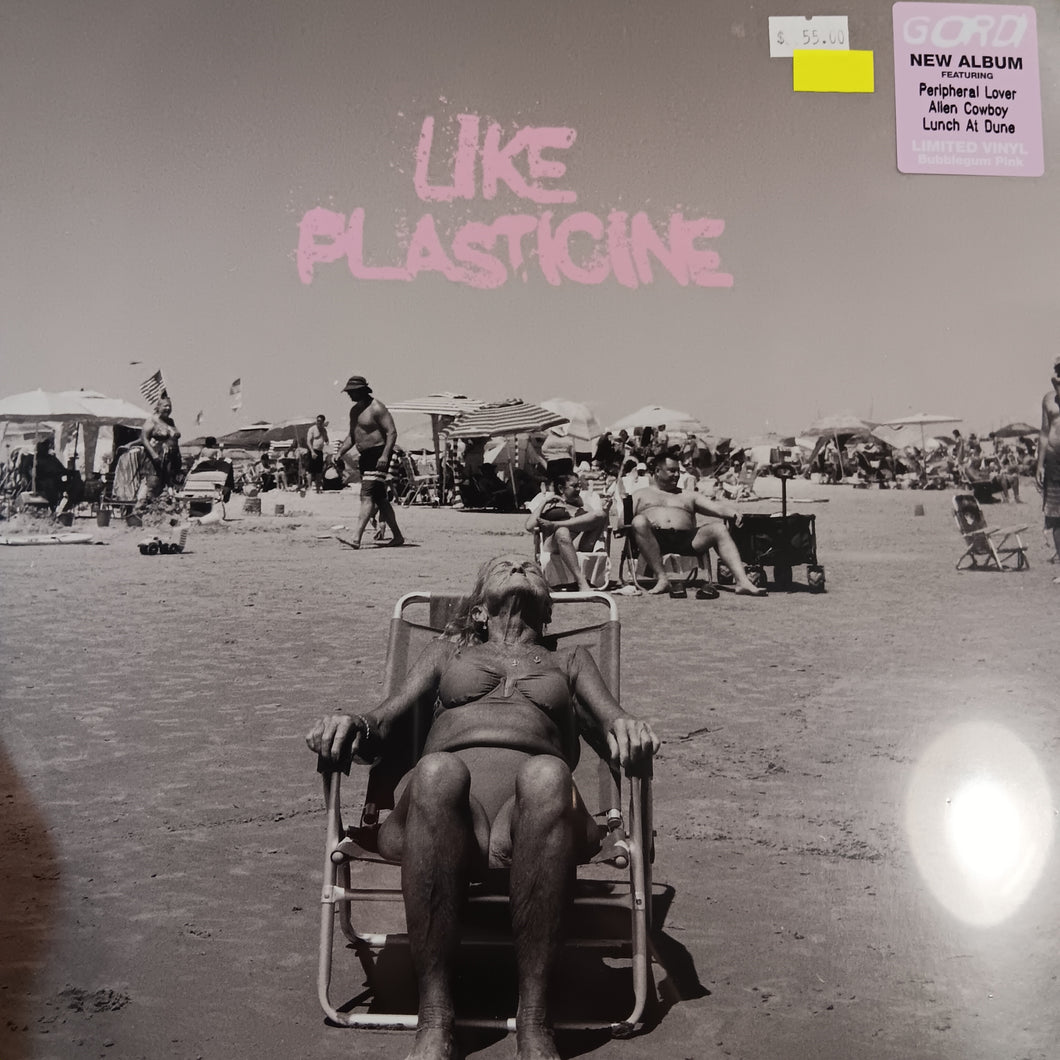 $ 55.00
GORDI
NEW ALBUM
FEATURING
Peripheral Lover
Alien Cowboy
Lunch At Dune
LIMITED VINYL
Bubblegum Pink
LIKE
PLASTICINE